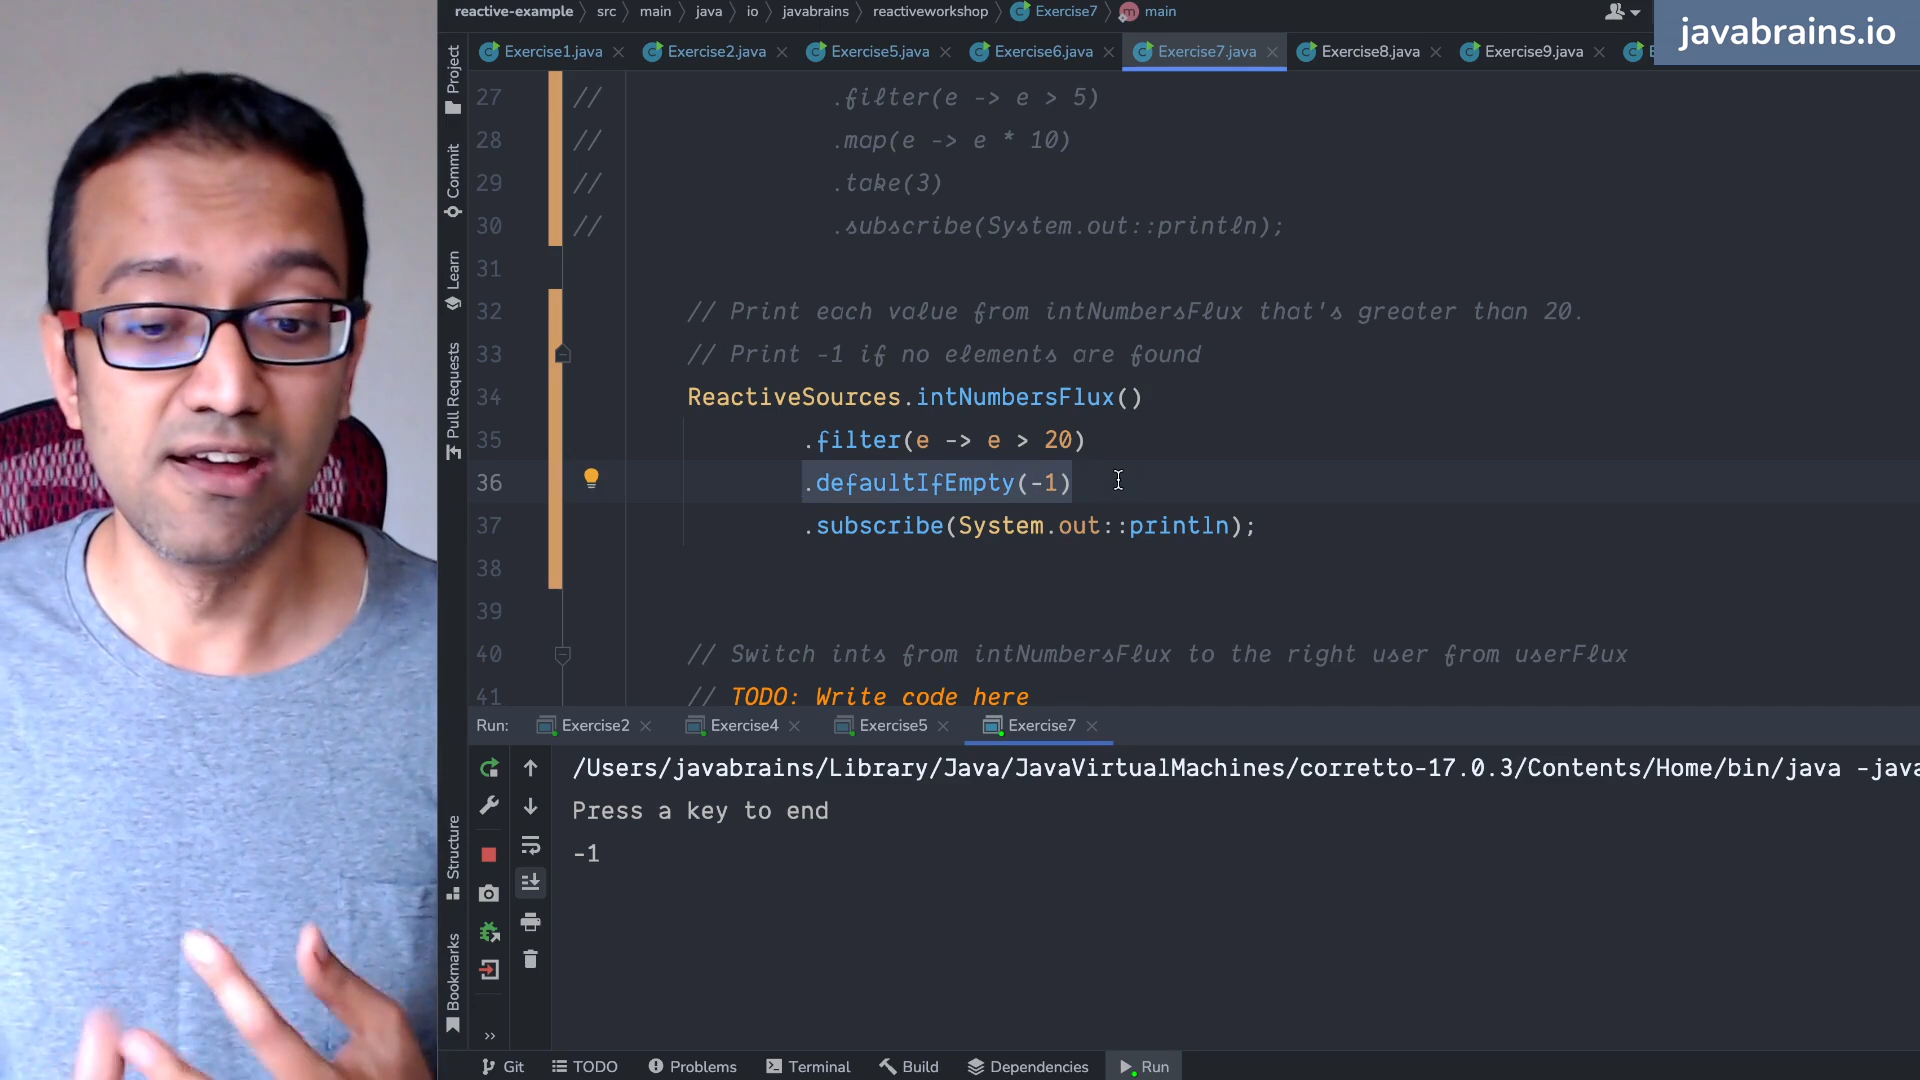 reactive-example src main java io javabrains reactiveworkshop Exercise7 main
javabrains.io
Exercise1.java Exercise2.java Exercise5.java Exercise6.java Exercise7.java Exercise8.java Exercise9.java
Project
Commit
Learn
Pull Requests
Structure
Bookmarks
27 // .filter(e -> e > 5)
28 // .map(e -> e * 10)
29 // .take(3)
30 // .subscribe(System.out::println);
31
32 // Print each value from intNumbersFlux that's greater than 20.
33 // Print -1 if no elements are found
34 ReactiveSources.intNumbersFlux()
35 .filter(e -> e > 20)
36 .defaultIfEmpty(-1)
37 .subscribe(System.out::println);
38
39
40 // Switch ints from intNumbersFlux to the right user from userFlux
41 // TODO: Write code here
Run: Exercise2 Exercise4 Exercise5 Exercise7
/Users/javabrains/Library/Java/JavaVirtualMachines/corretto-17.0.3/Contents/Home/bin/java -java
Press a key to end
-1
Git TODO Problems Terminal Build Dependencies Run